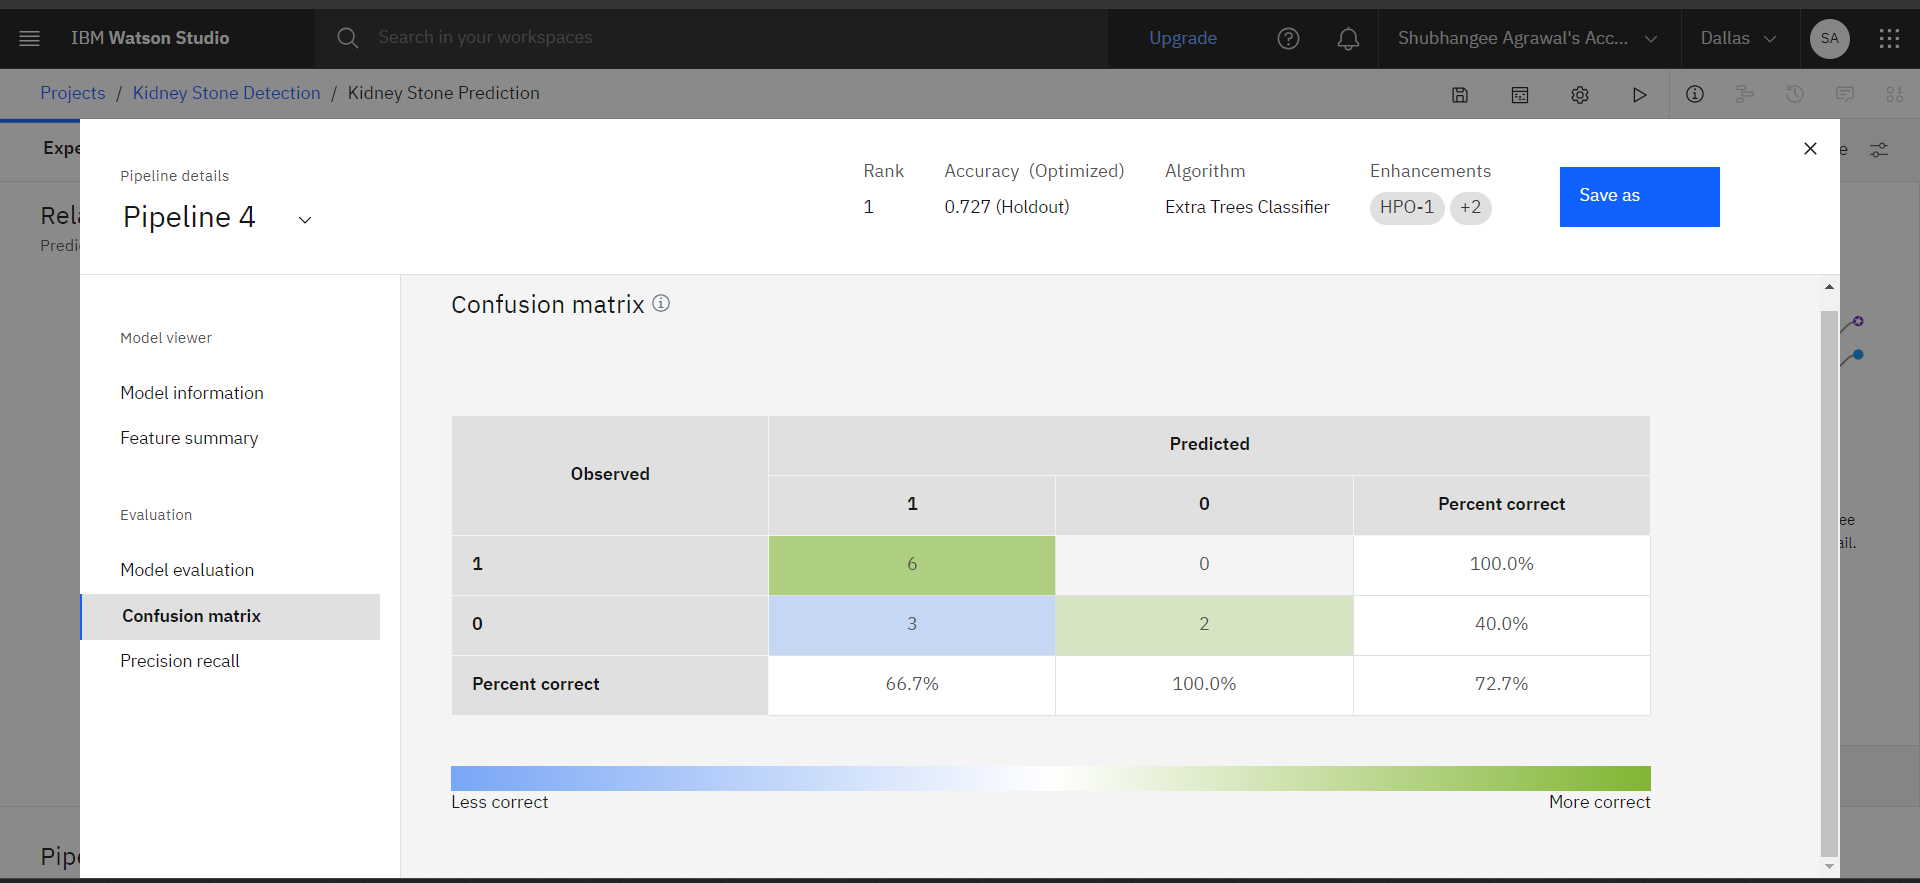 IBM Watson Studio
Search in your workspaces
Upgrade
Shubhangee Agrawal's Acc...
Dallas
SA
Projects / Kidney Stone Detection / Kidney Stone Prediction
Expe
Rela
Predi
Pipeline details
Pipeline 4
Rank
1
Accuracy (Optimized)
0.727 (Holdout)
Algorithm
Extra Trees Classifier
Enhancements
HPO-1 +2
Save as
e
Model viewer
Model information
Feature summary
Evaluation
Model evaluation
Confusion matrix
Precision recall
Confusion matrix
Observed
Predicted
1 0 Percent correct
1 6 0 100.0%
0 3 2 40.0%
Percent correct 66.7% 100.0% 72.7%
Less correct More correct
ee
ail.
Pipe